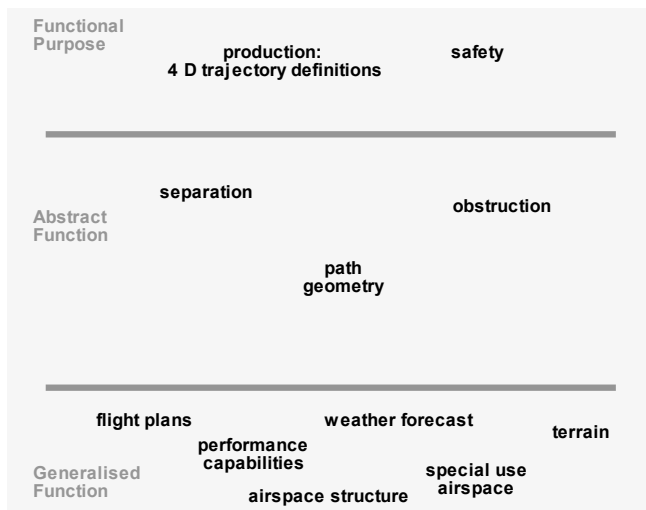 Functional
Purpose
production:
4 D trajectory definitions
safety
separation
obstruction
Abstract
Function
path
geometry
flight plans
weather forecast
terrain
performance
capabilities
special use
airspace
Generalised
Function
airspace structure